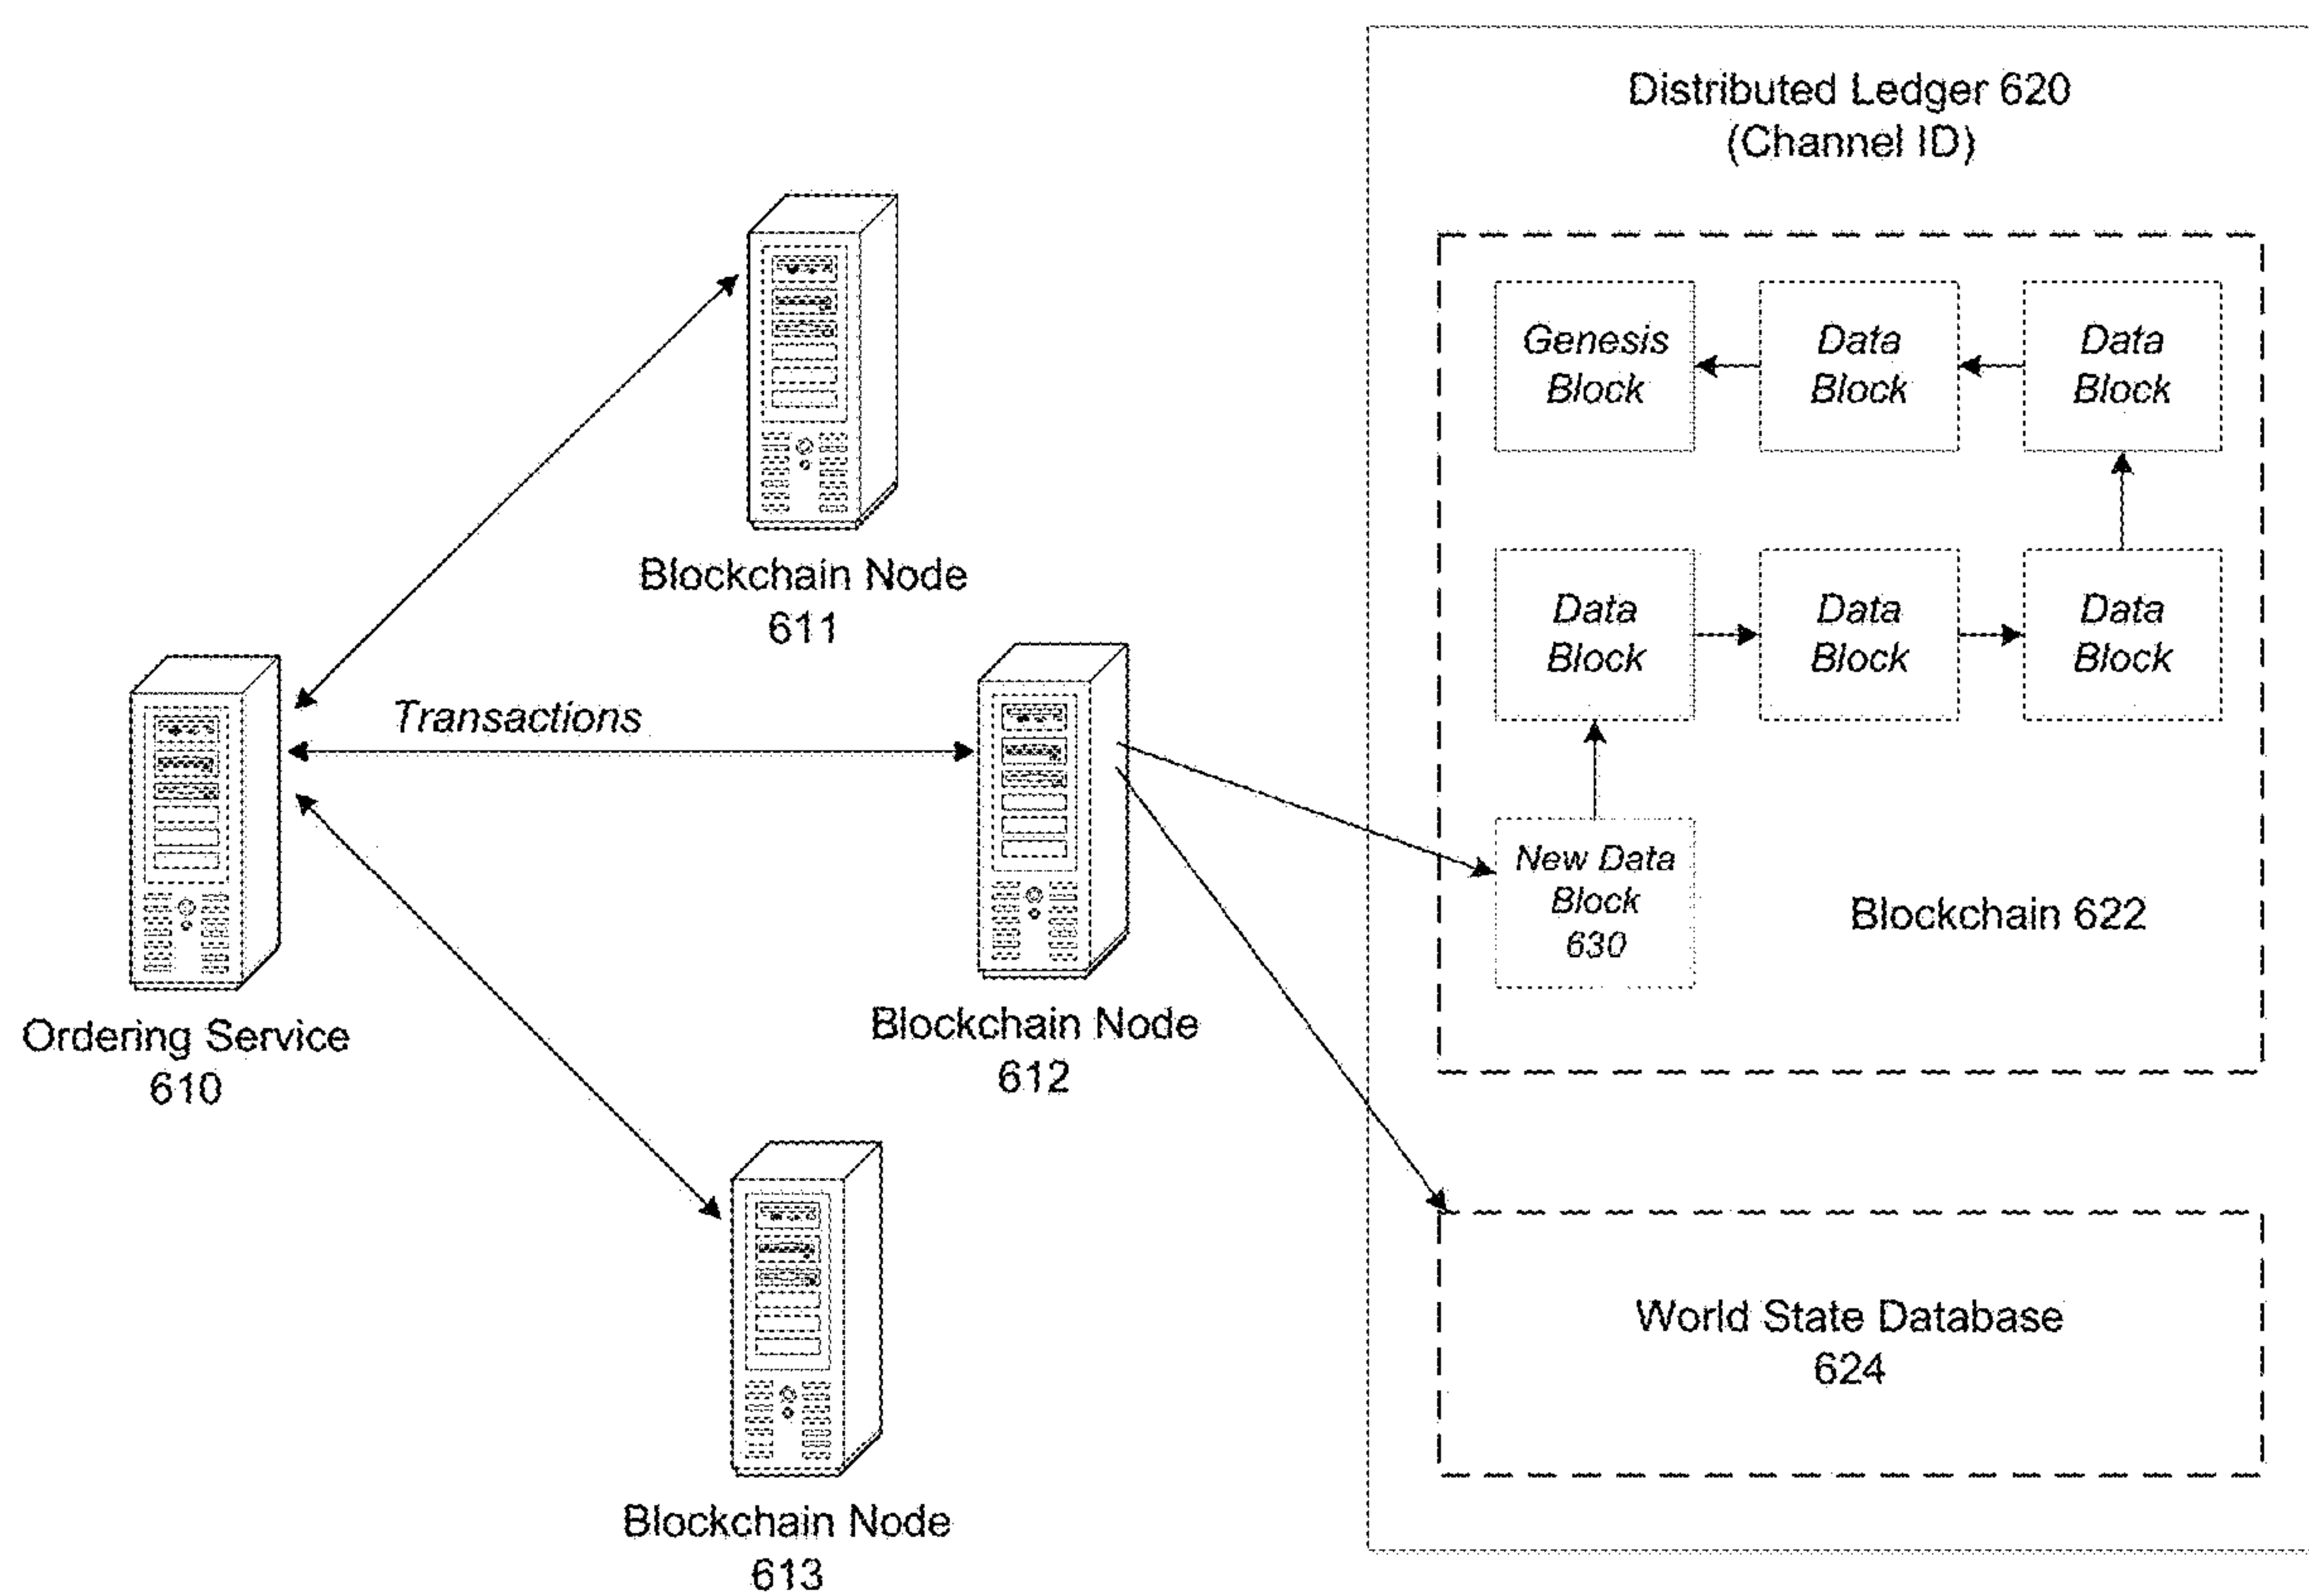 Distributed Ledger 620
(Channel ID)
Genesis
Block
Data
Block
Data
Block
Blockchain Node
611
Data
Block
Data
Block
Data
Block
Transactions
New Data
Block
630
Blockchain 622
Ordering Service
610
Blockchain Node
612
World State Database
624
Blockchain Node
613